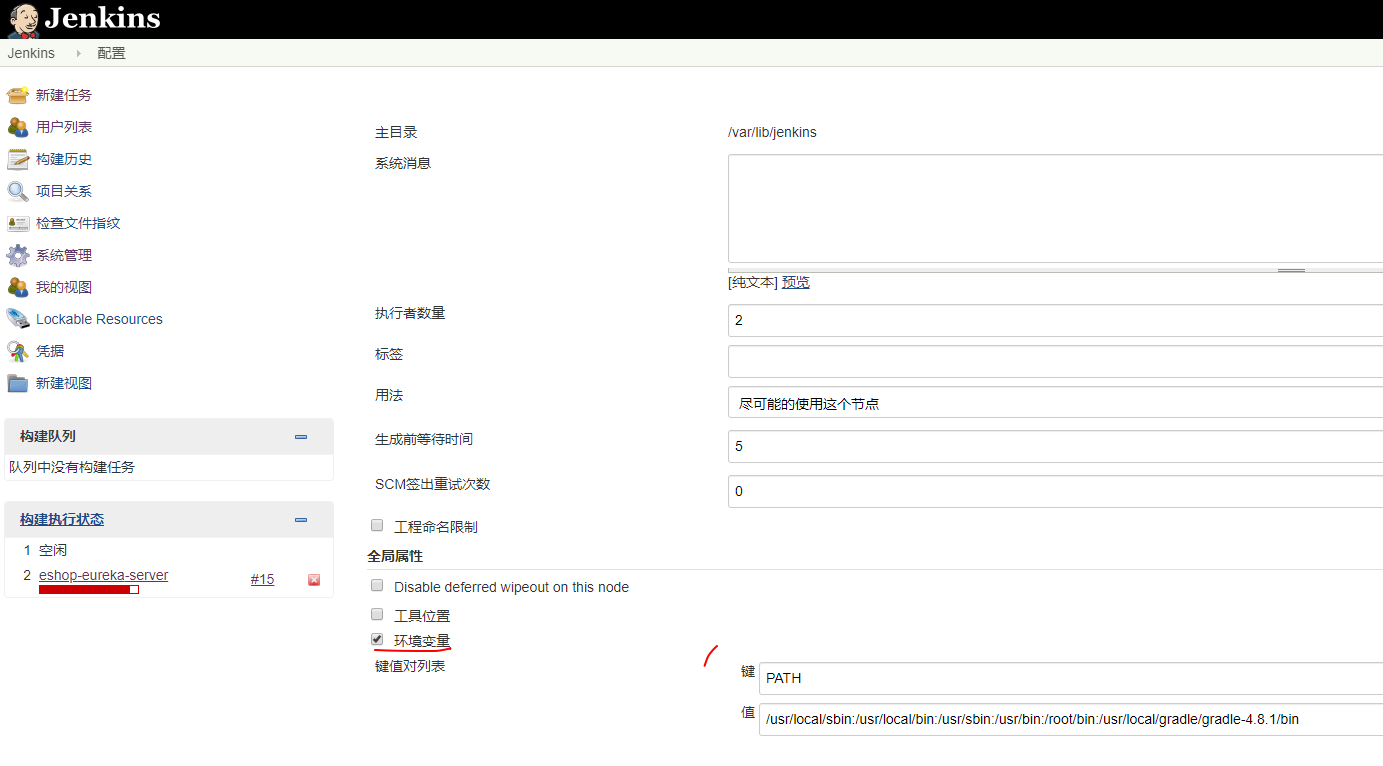 Jenkins
Jenkins
配置
新建任务
用户列表
构建历史
项目关系
检查文件指纹
系统管理
我的视图
Lockable Resources
凭据
新建视图
构建队列
队列中没有构建任务
构建执行状态
1 空闲
2 eshop-eureka-server #15
主目录 /var/lib/jenkins
系统消息
[纯文本] 预览
执行者数量 2
标签
用法 尽可能的使用这个节点
生成前等待时间 5
SCM签出重试次数 0
工程命名限制
全局属性
Disable deferred wipeout on this node
工具位置
环境变量
键值对列表
键 PATH
值 /usr/local/sbin:/usr/local/bin:/usr/sbin:/usr/bin:/root/bin:/usr/local/gradle/gradle-4.8.1/bin